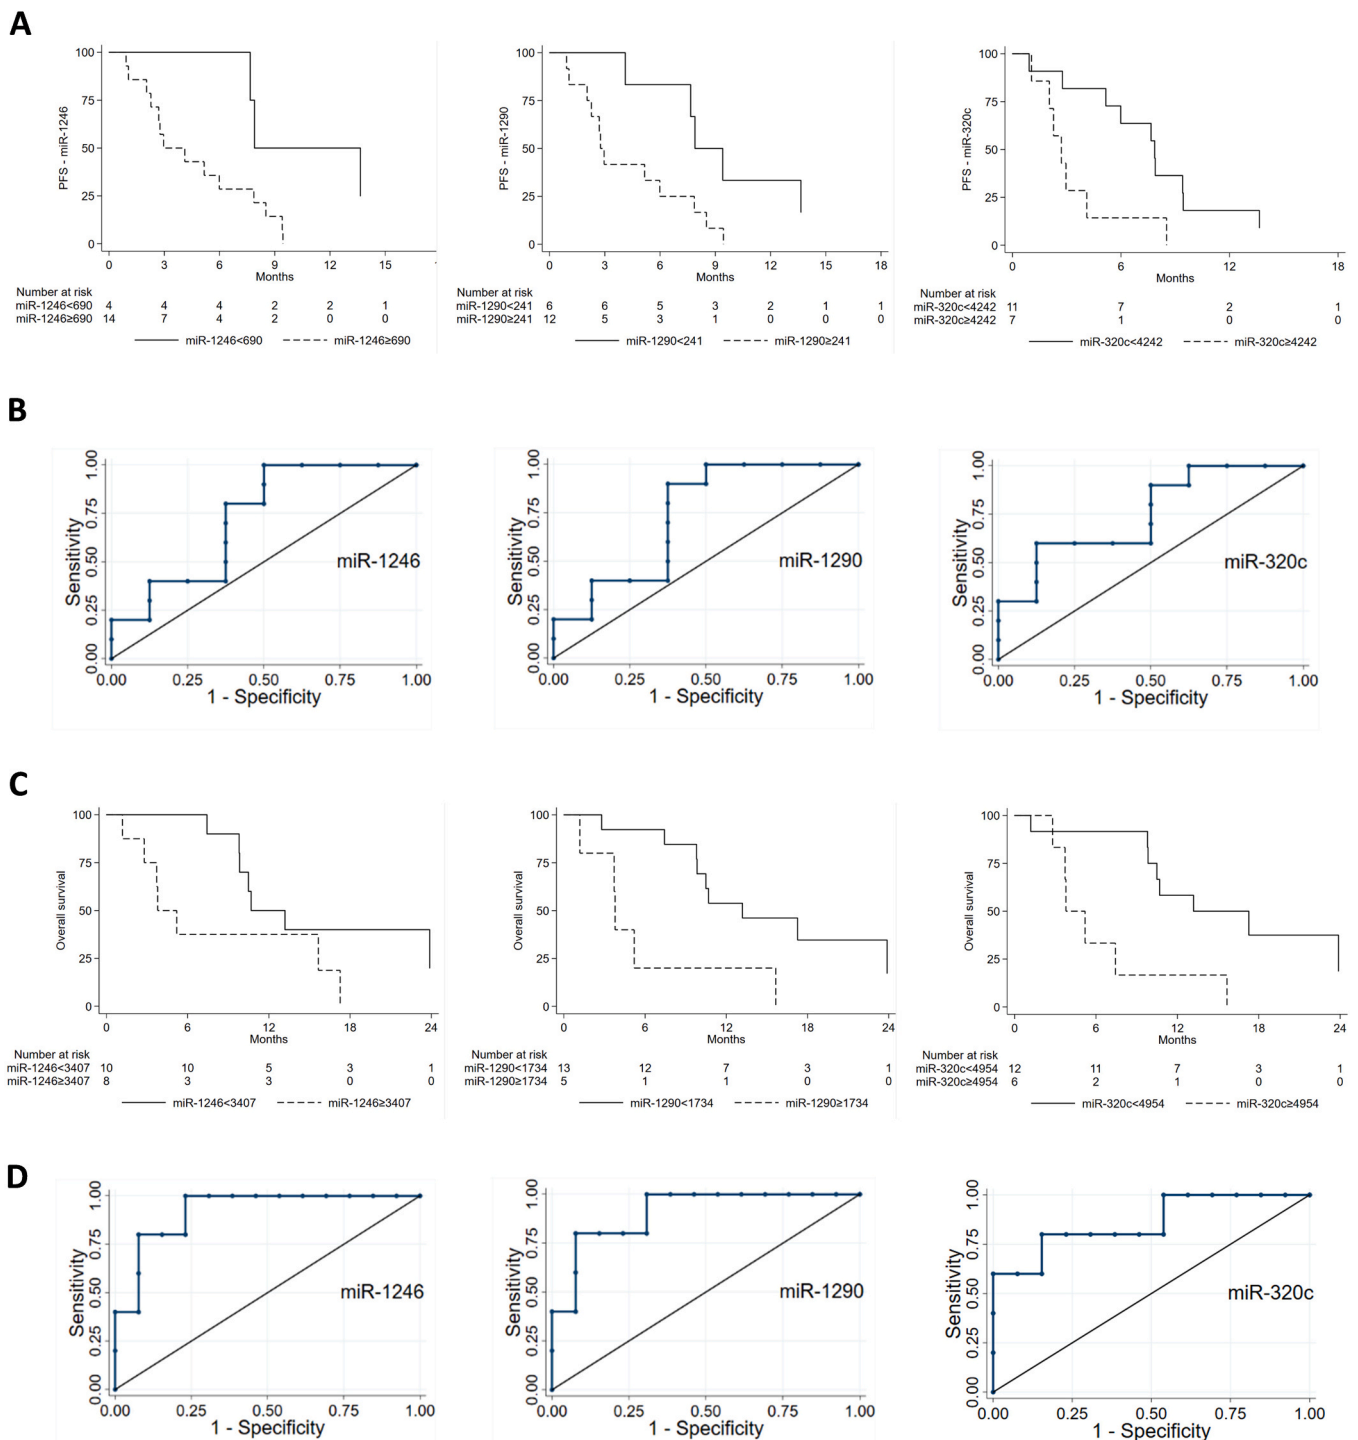 A
PFS - miR-1246
100
75
50
25
0
0 3 6 9 12 15
Months
Number at risk
miR-1246<690 4 4 4 2 2 1
miR-1246≥690 14 7 4 2 0 0
miR-1246<690 miR-1246≥690
PFS - miR-1290
100
75
50
25
0
0 3 6 9 12 15 18
Months
Number at risk
miR-1290<241 6 6 5 3 2 1 1
miR-1290≥241 12 5 3 1 0 0 0
miR-1290<241 miR-1290≥241
PFS - miR-320c
100
75
50
25
0
0 6 12 18
Months
Number at risk
miR-320c<4242 11 7 2 1
miR-320c≥4242 7 1 0 0
miR-320c<4242 miR-320c≥4242
B
Sensitivity
0.00 0.25 0.50 0.75 1.00
miR-1246
0.00 0.25 0.50 0.75 1.00
1 - Specificity
Sensitivity
0.00 0.25 0.50 0.75 1.00
miR-1290
0.00 0.25 0.50 0.75 1.00
1 - Specificity
Sensitivity
0.00 0.25 0.50 0.75 1.00
miR-320c
0.00 0.25 0.50 0.75 1.00
1 - Specificity
C
Overall survival
100
75
50
25
0
0 6 12 18 24
Months
Number at risk
miR-1246<3407 10 10 5 3 1
miR-1246≥3407 8 3 3 0 0
miR-1246<3407 miR-1246≥3407
Overall survival
100
75
50
25
0
0 6 12 18 24
Months
Number at risk
miR-1290<1734 13 12 7 3 1
miR-1290≥1734 5 1 1 0 0
miR-1290<1734 miR-1290≥1734
Overall survival
100
75
50
25
0
0 6 12 18 24
Months
Number at risk
miR-320c<4954 12 11 7 3 1
miR-320c≥4954 6 2 1 0 0
miR-320c<4954 miR-320c≥4954
D
Sensitivity
0.00 0.25 0.50 0.75 1.00
miR-1246
0.00 0.25 0.50 0.75 1.00
1 - Specificity
Sensitivity
0.00 0.25 0.50 0.75 1.00
miR-1290
0.00 0.25 0.50 0.75 1.00
1 - Specificity
Sensitivity
0.00 0.25 0.50 0.75 1.00
miR-320c
0.00 0.25 0.50 0.75 1.00
1 - Specificity